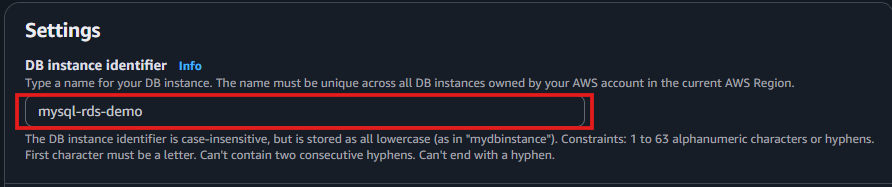 Settings
DB instance identifier Info
Type a name for your DB instance. The name must be unique across all DB instances owned by your AWS account in the current AWS Region.
mysql-rds-demo
The DB instance identifier is case-insensitive, but is stored as all lowercase (as in "mydbinstance"). Constraints: 1 to 63 alphanumeric characters or hyphens.
First character must be a letter. Can't contain two consecutive hyphens. Can't end with a hyphen.